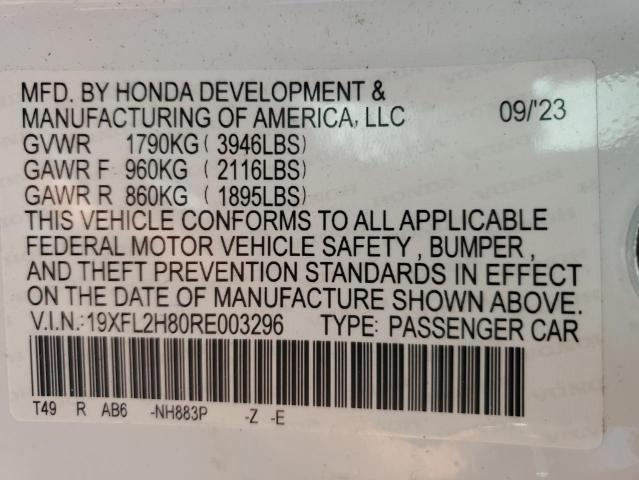 MFD. BY HONDA DEVELOPMENT &
MANUFACTURING OF AMERICA, LLC 09/'23
GVWR 1790KG ( 3946LBS )
GAWR F 960KG ( 2116LBS )
GAWR R 860KG ( 1895LBS )
THIS VEHICLE CONFORMS TO ALL APPLICABLE
FEDERAL MOTOR VEHICLE SAFETY , BUMPER ,
AND THEFT PREVENTION STANDARDS IN EFFECT
ON THE DATE OF MANUFACTURE SHOWN ABOVE.
V.I.N.:19XFL2H80RE003296 TYPE: PASSENGER CAR
T49 R AB6 -NH883P -Z -E